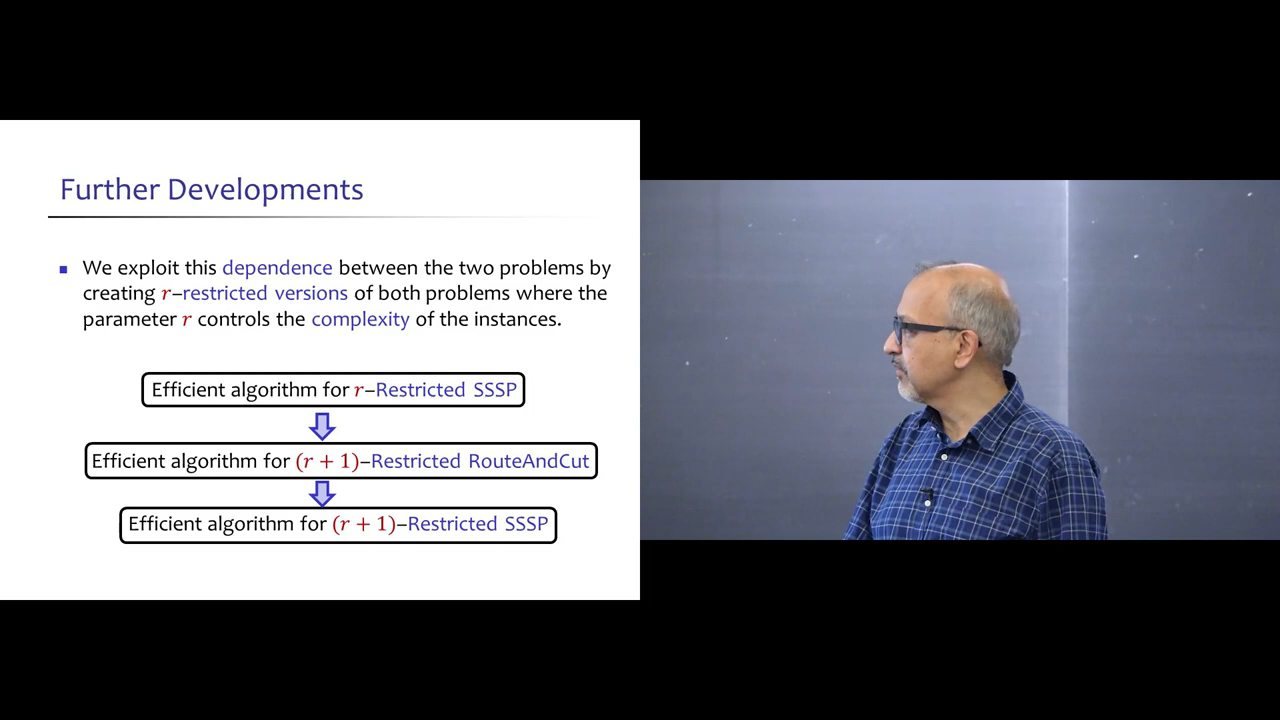 Further Developments
We exploit this dependence between the two problems by
creating r–restricted versions of both problems where the
parameter r controls the complexity of the instances.
Efficient algorithm for r–Restricted SSSP
Efficient algorithm for (r + 1)–Restricted RouteAndCut
Efficient algorithm for (r + 1)–Restricted SSSP